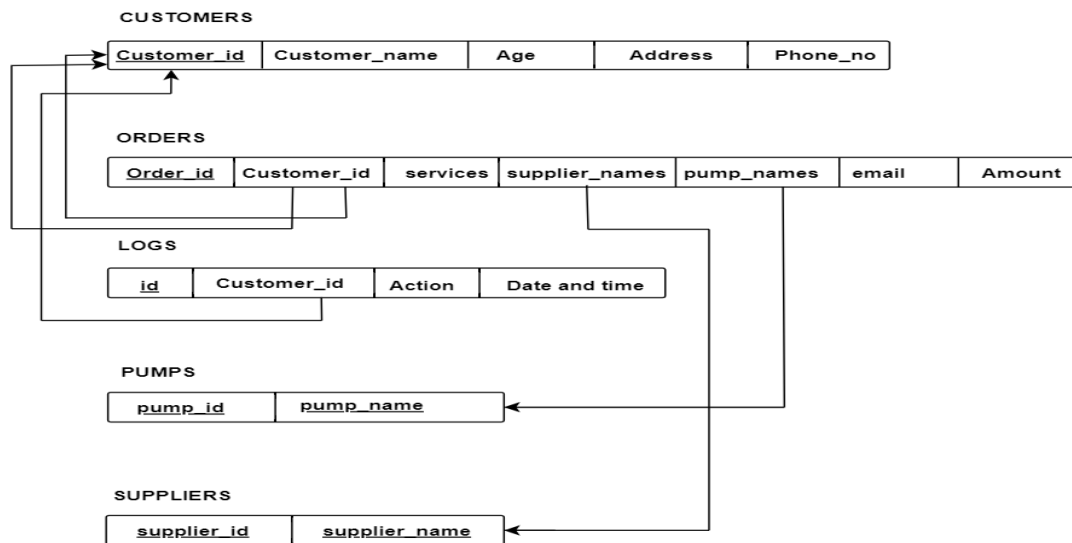 CUSTOMERS
Customer_id Customer_name Age Address Phone_no
ORDERS
Order_id Customer_id services supplier_names pump_names email Amount
LOGS
id Customer_id Action Date and time
PUMPS
pump_id pump_name
SUPPLIERS
supplier_id supplier_name